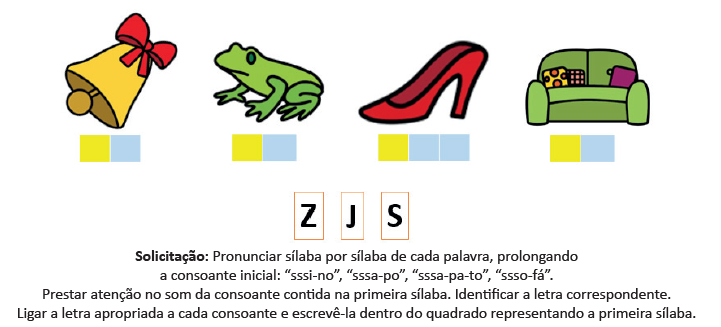 Z J S
Solicitação: Pronunciar sílaba por sílaba de cada palavra, prolongando
a consoante inicial: “sssi-no”, “sssa-po”, “sssa-pa-to”, “ssso-fá”.
Prestar atenção no som da consoante contida na primeira sílaba. Identificar a letra correspondente.
Ligar a letra apropriada a cada consoante e escrevê-la dentro do quadrado representando a primeira sílaba.